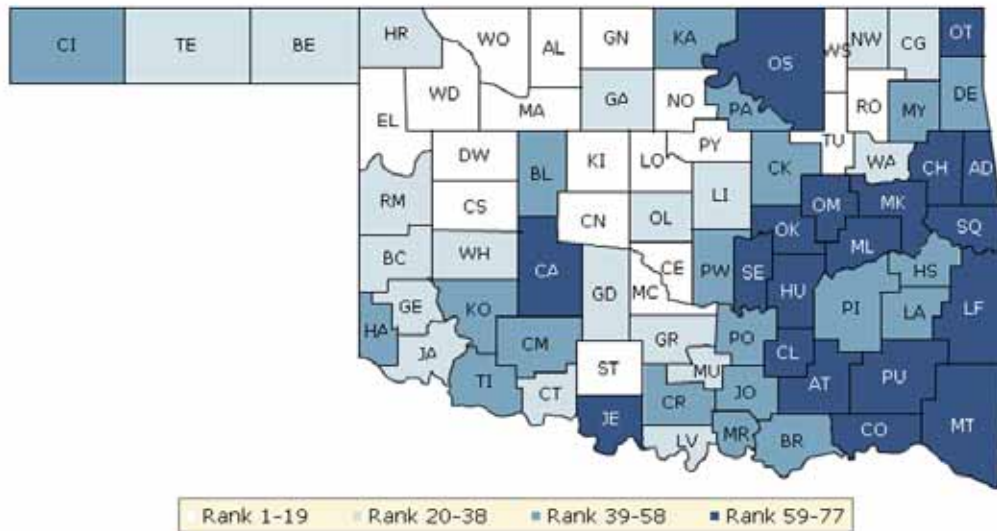 CI TE BE HR WO AL GN KA OS WS NW CG OT
EL WD MA GA NO PA RO MY DE
DW BL KI LO PY CK TU WA CH AD
RM CS CN OL LI OM MK SQ
BC WH CA GD CE MC PW SE OK ML HS
HA GE KO HU PI LA LF
JA CM ST GR PO CL
TI CT MU JO AT PU MT
JE CR LV MR BR CO
Rank 1-19 Rank 20-38 Rank 39-58 Rank 59-77